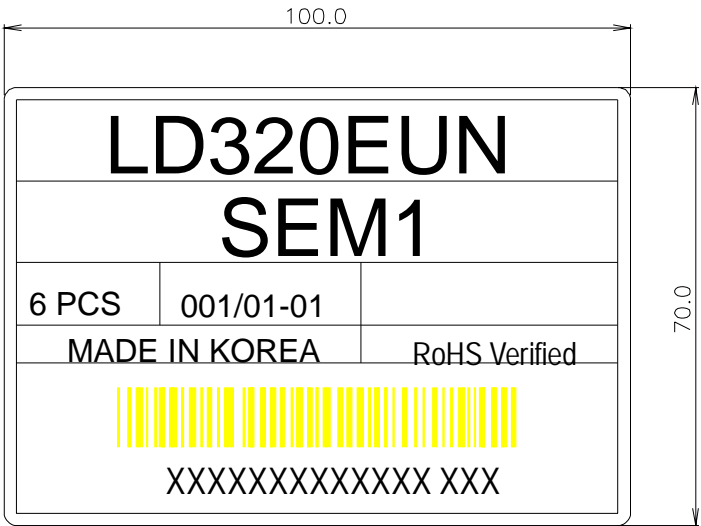 100.0
LD320EUN
SEM1
6 PCS 001/01-01
MADE IN KOREA RoHS Verified
70.0
XXXXXXXXXXXXX XXX